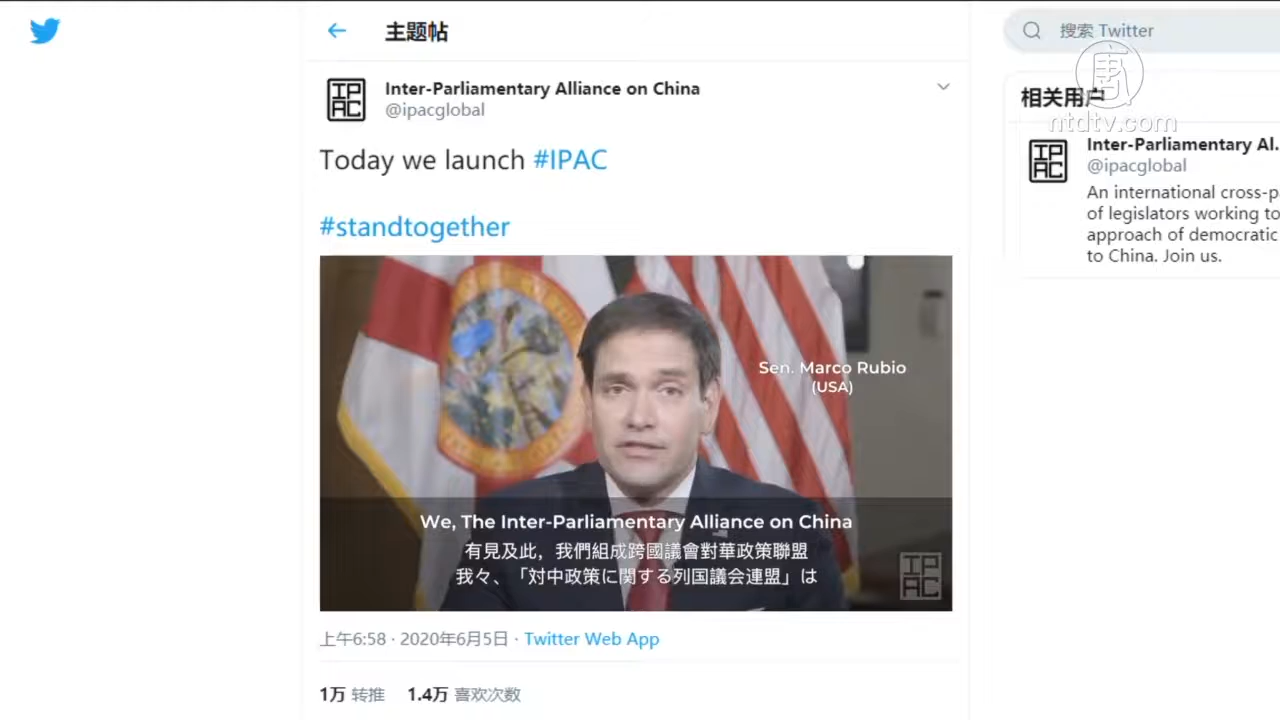 主题帖
搜索 Twitter
IPAC
Inter-Parliamentary Alliance on China
@ipacglobal
Today we launch #IPAC
#standtogether
Sen. Marco Rubio
(USA)
We, The Inter-Parliamentary Alliance on China
有見及此，我們組成跨國議會對華政策聯盟
我々、「対中政策に関する列国議会連盟」は
IPAC
上午6:58 · 2020年6月5日 · Twitter Web App
1万 转推 1.4万 喜欢次数
相关用户
唐
ntdtv.com
IPAC
Inter-Parliamentary Al.
@ipacglobal
An international cross-p
of legislators working to
approach of democratic
to China. Join us.